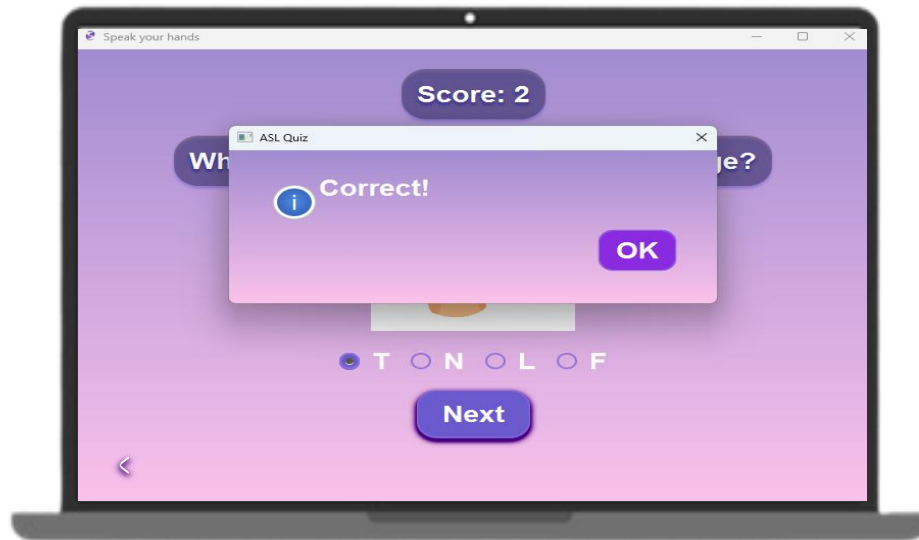 Speak your hands
Score: 2
ASL Quiz
Correct!
OK
T N L F
Next